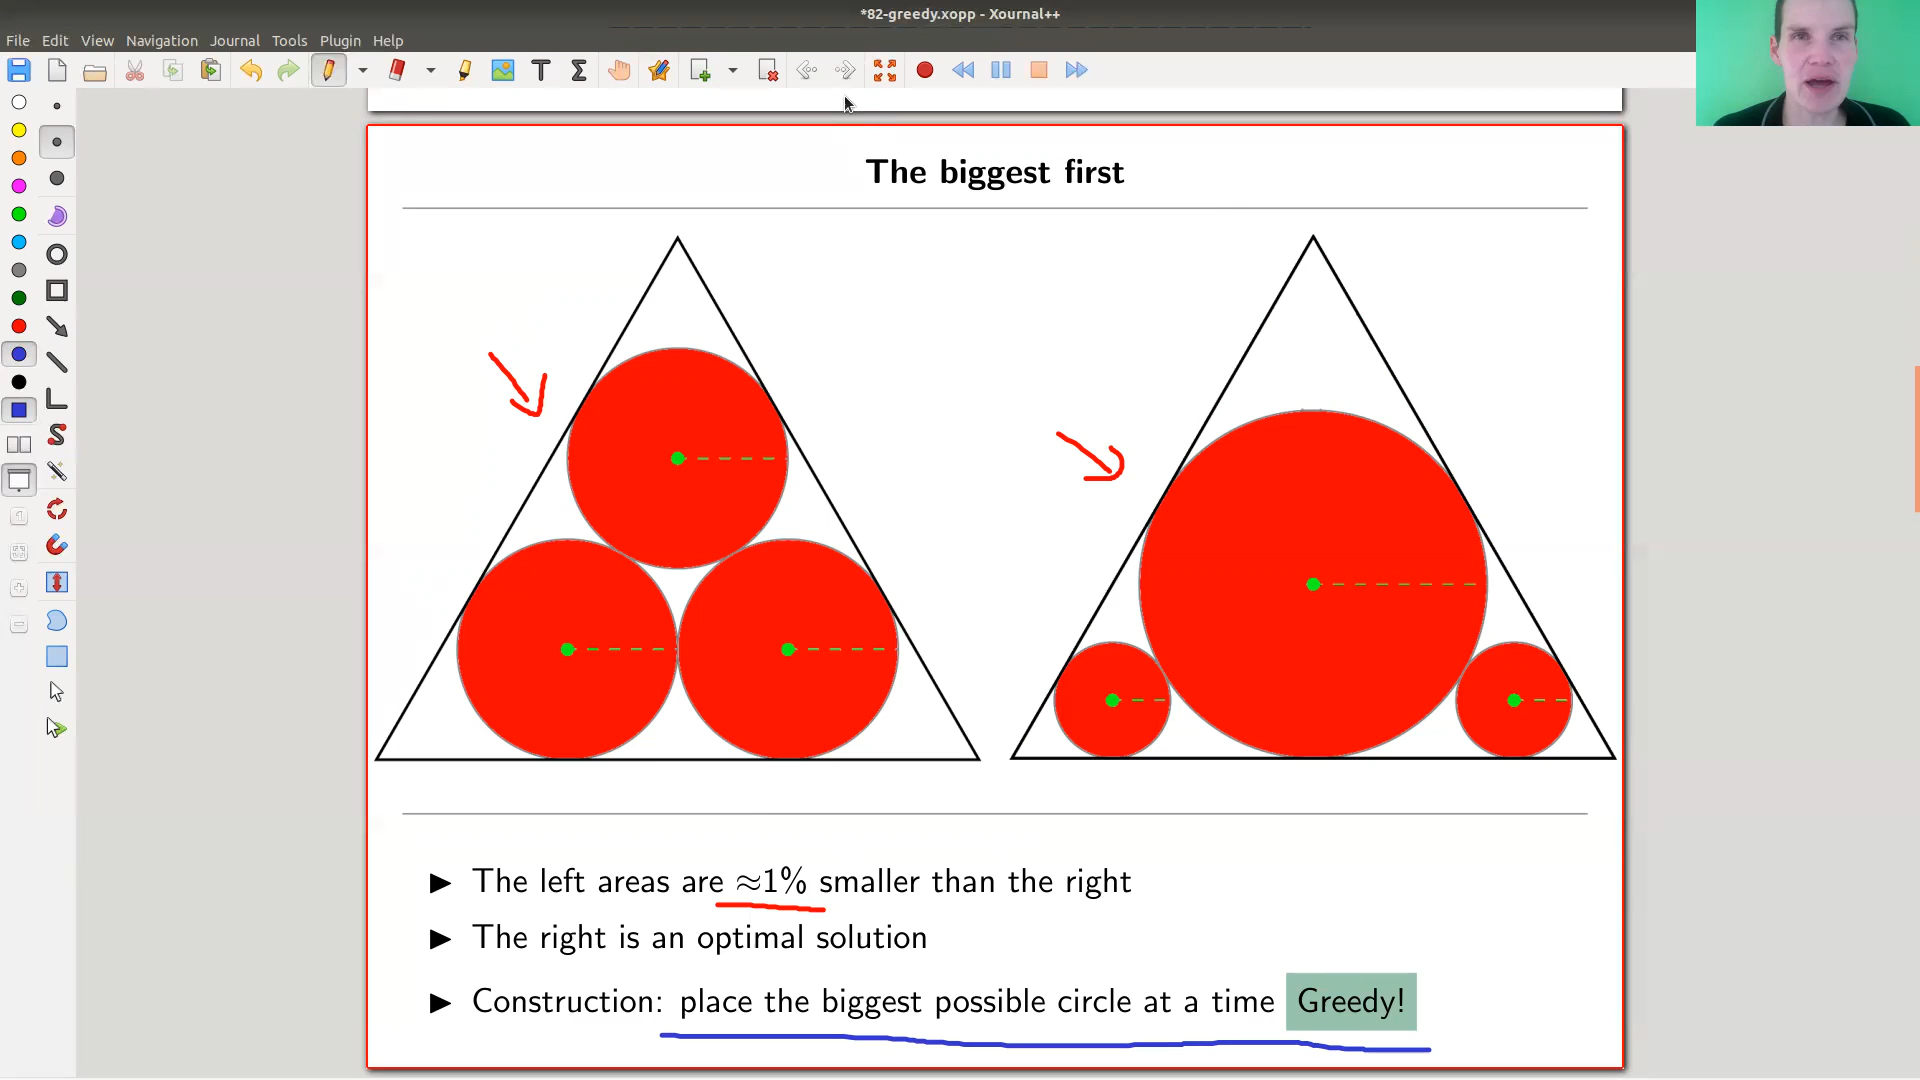 *82-greedy.xopp - Xournal++
File Edit View Navigation Journal Tools Plugin Help
The biggest first
▶ The left areas are ≈1% smaller than the right
▶ The right is an optimal solution
▶ Construction: place the biggest possible circle at a time Greedy!